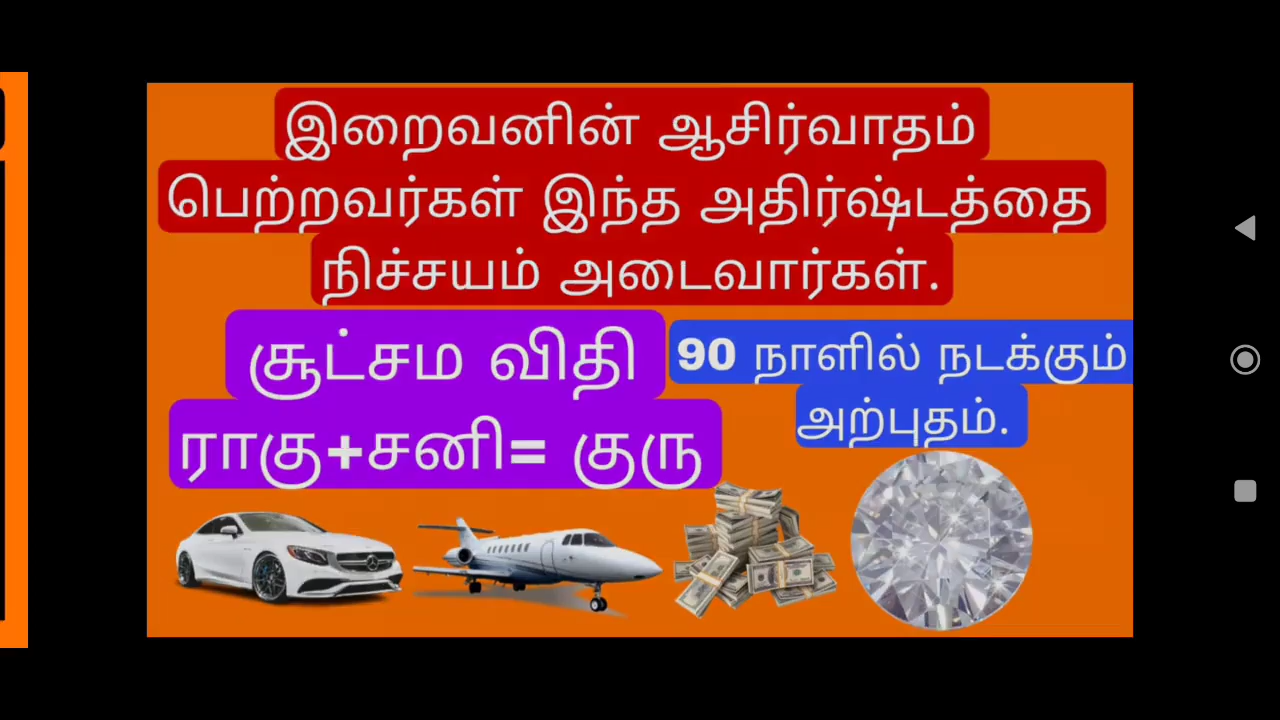 இறைவனின் ஆசிர்வாதம்
பெற்றவர்கள் இந்த அதிர்ஷ்டத்தை
நிச்சயம் அடைவார்கள்.
சூட்சம விதி
ராகு+சனி= குரு
90 நாளில் நடக்கும்
அற்புதம்.